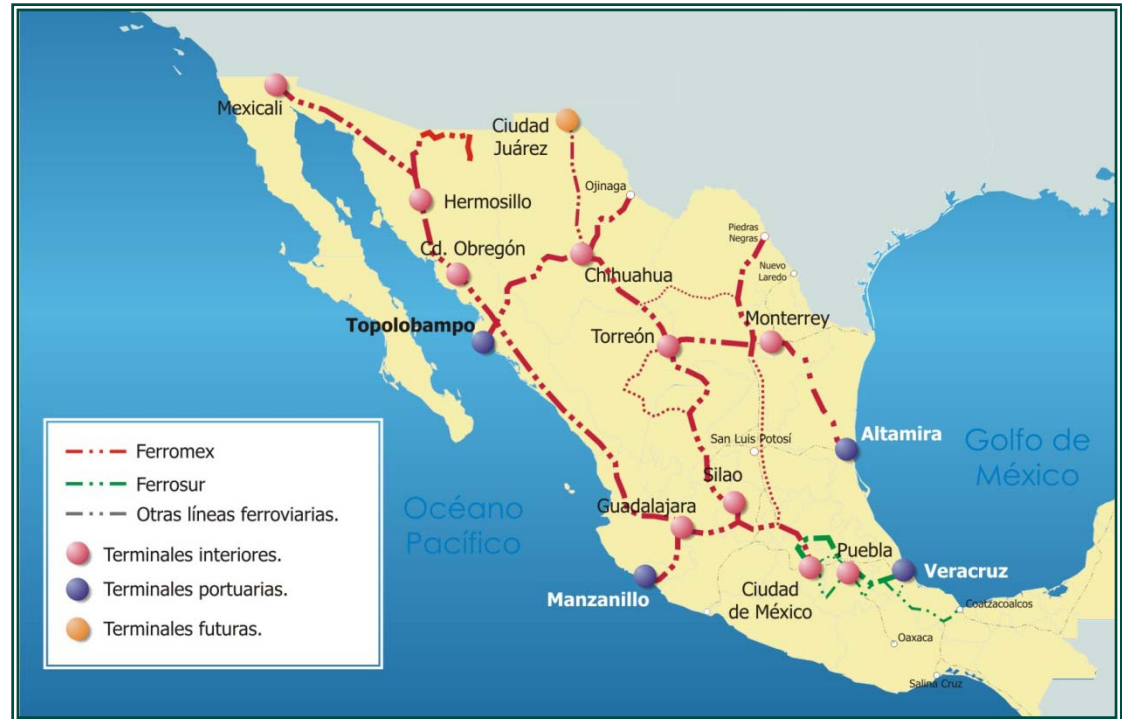 Mexicali
Ciudad
Juárez
Ojinaga
Hermosillo
Piedras
Negras
Cd. Obregón
Chihuahua
Nuevo
Laredo
Topolobampo
Torreón
Monterrey
San Luis Potosí
Altamira
Golfo de
México
Silao
Océano
Pacífico
Guadalajara
Puebla
Veracruz
Manzanillo
Ciudad
de México
Coatzacoalcos
Oaxaca
Salina Cruz
Ferromex
Ferrosur
Otras líneas ferroviarias.
Terminales interiores.
Terminales portuarias.
Terminales futuras.